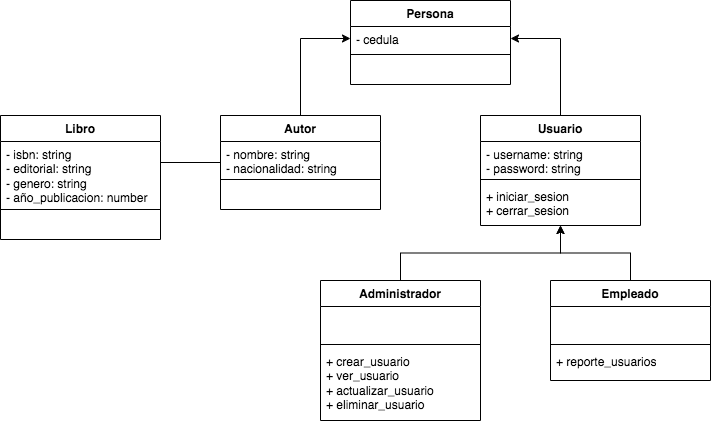 Persona
- cedula
Libro
- isbn: string
- editorial: string
- genero: string
- año_publicacion: number
Autor
- nombre: string
- nacionalidad: string
Usuario
- username: string
- password: string
+ iniciar_sesion
+ cerrar_sesion
Administrador
+ crear_usuario
+ ver_usuario
+ actualizar_usuario
+ eliminar_usuario
Empleado
+ reporte_usuarios